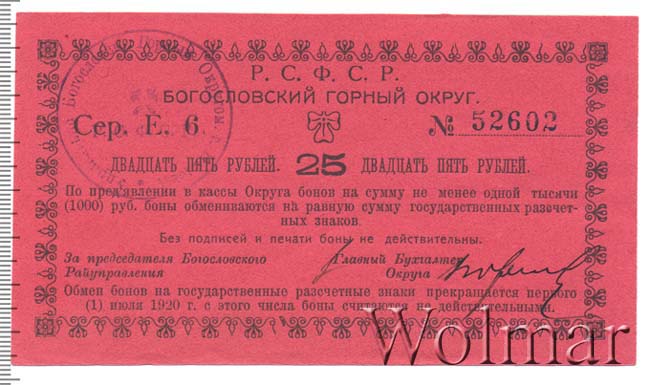 Р. С. Ф. С. Р.
БОГОСЛОВСКИЙ ГОРНЫЙ ОКРУГ.
Сер. Е. 6. № 52602
ДВАДЦАТЬ ПЯТЬ РУБЛЕЙ. 25 ДВАДЦАТЬ ПЯТЬ РУБЛЕЙ.
По предявлении в кассы Округа бонов на сумму не менее одной тысячи
(1000) руб. боны обмениваются на равную сумму государственных разсчет-
ных знаков.
Без подписей и печати боны не действительны.
За председателя Богословского Главный Бухгалтер
Райуправления Округа
Обмен бонов на государственные разсчетные знаки прекращается первого
(1) июля 1920 г. с этого числа боны считаются не действительными.
Wolmar